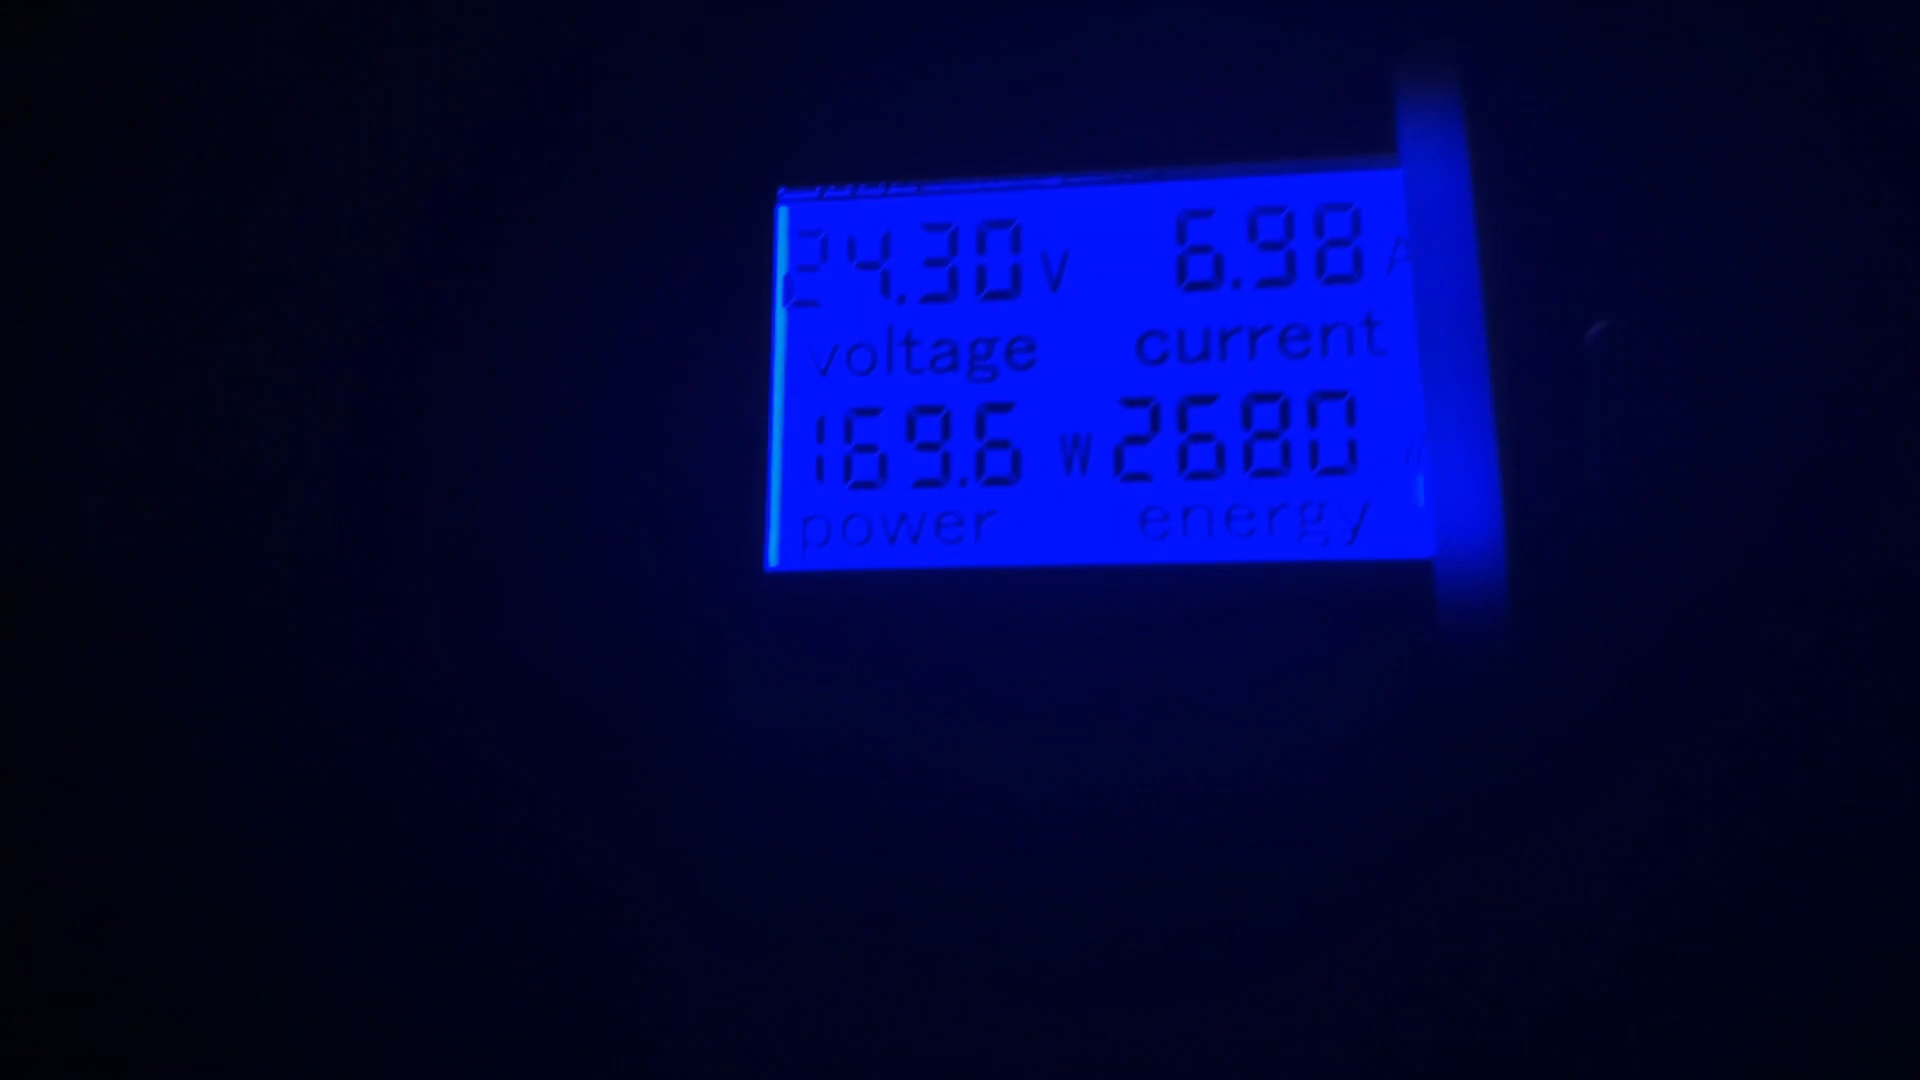 24.30 V 6.98 A
voltage current
169.6 W 2680
power energy